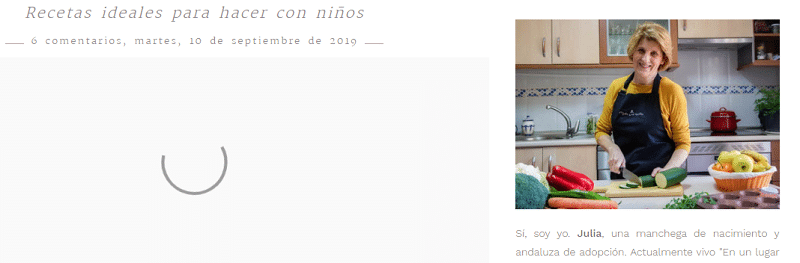 Recetas ideales para hacer con niños
6 comentarios, martes, 10 de septiembre de 2019
Sí, soy yo. Julia, una manchega de nacimiento y
andaluza de adopción. Actualmente vivo "En un lugar